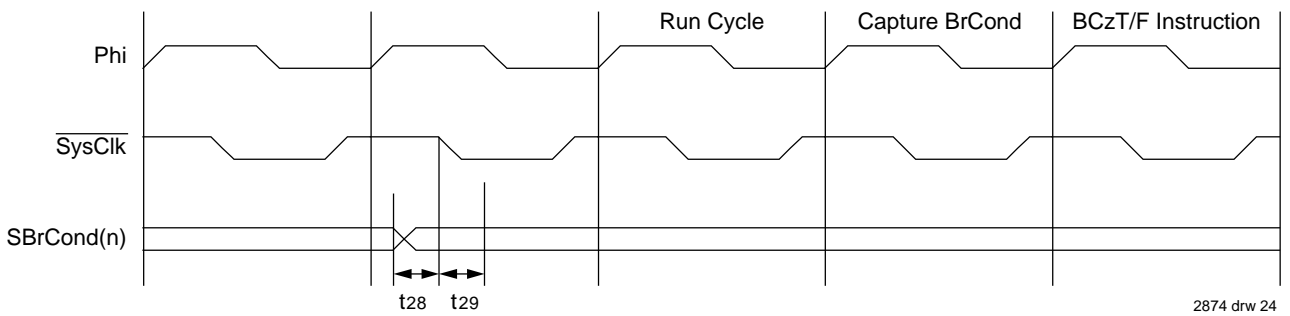 Run Cycle
Capture BrCond
BCzT/F Instruction
Phi
SysClk
SBrCond(n)
t28
t29
2874 drw 24